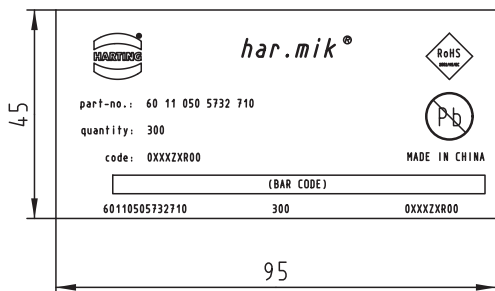 HARTING
har.mik®
RoHS
part-no.: 60 11 050 5732 710
Pb
quantity: 300
code: 0XXXZXR00
MADE IN CHINA
(BAR CODE)
60110505732710 300 0XXXZXR00
45
95